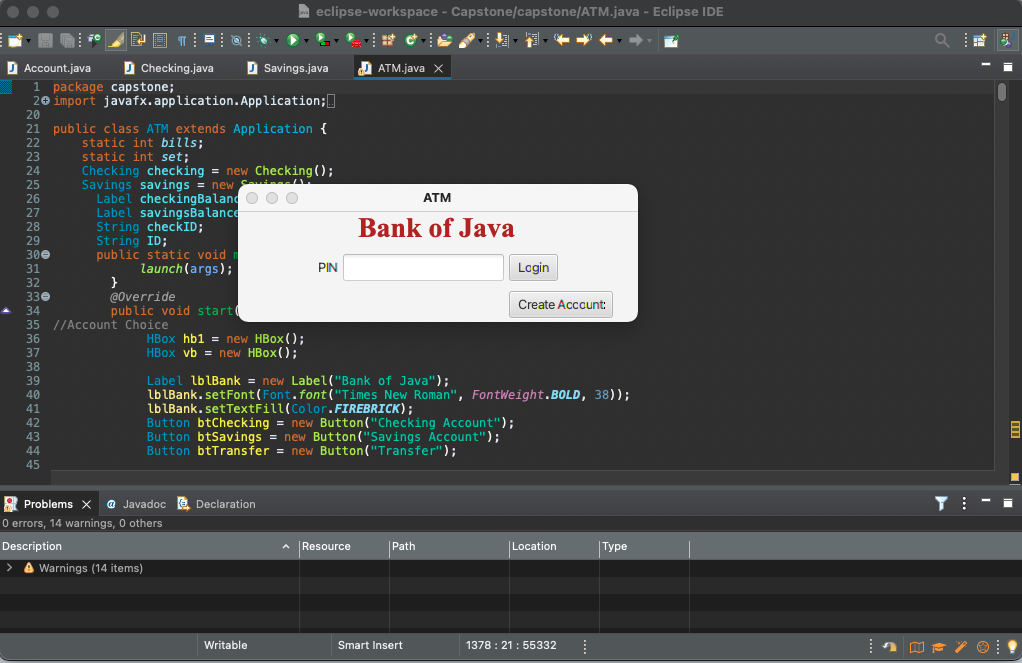 eclipse-workspace - Capstone/capstone/ATM.java - Eclipse IDE
Account.java
Checking.java
Savings.java
ATM.java
1 package capstone;
2 import javafx.application.Application;
20
21 public class ATM extends Application {
22 static int bills;
23 static int set;
24 Checking checking = new Checking();
25 Savings savings = new Savings();
26 Label checkingBalanc
27 Label savingsBalance
28 String checkID;
29 String ID;
30 public static void m
31 launch(args);
32 }
33 @Override
34 public void start(
35 //Account Choice
36 HBox hb1 = new HBox();
37 HBox vb = new HBox();
38
39 Label lblBank = new Label("Bank of Java");
40 lblBank.setFont(Font.font("Times New Roman", FontWeight.BOLD, 38));
41 lblBank.setTextFill(Color.FIREBRICK);
42 Button btChecking = new Button("Checking Account");
43 Button btSavings = new Button("Savings Account");
44 Button btTransfer = new Button("Transfer");
45
ATM
Bank of Java
PIN Login
Create Account:
Problems
Javadoc
Declaration
0 errors, 14 warnings, 0 others
Description Resource Path Location Type
Warnings (14 items)
Writable Smart Insert 1378 : 21 : 55332